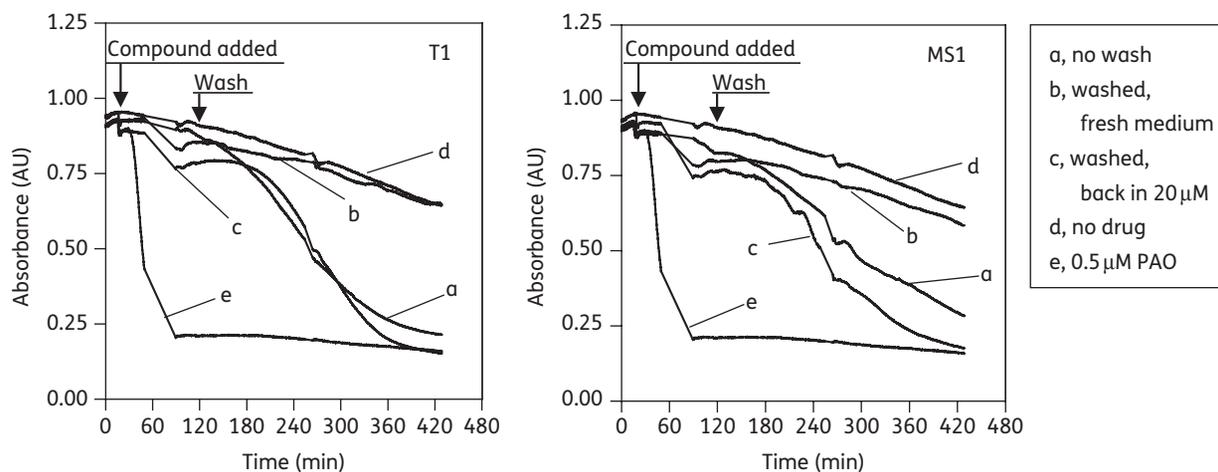 1.25
1.00
0.75
0.50
0.25
0.00
Absorbance (AU)
Compound added
T1
Wash
d
b
c
e
a
0 60 120 180 240 300 360 420 480
Time (min)
1.25
1.00
0.75
0.50
0.25
0.00
Absorbance (AU)
Compound added
MS1
Wash
d
b
c
a
e
0 60 120 180 240 300 360 420 480
Time (min)
a, no wash
b, washed,
fresh medium
c, washed,
back in 20 µM
d, no drug
e, 0.5 µM PAO